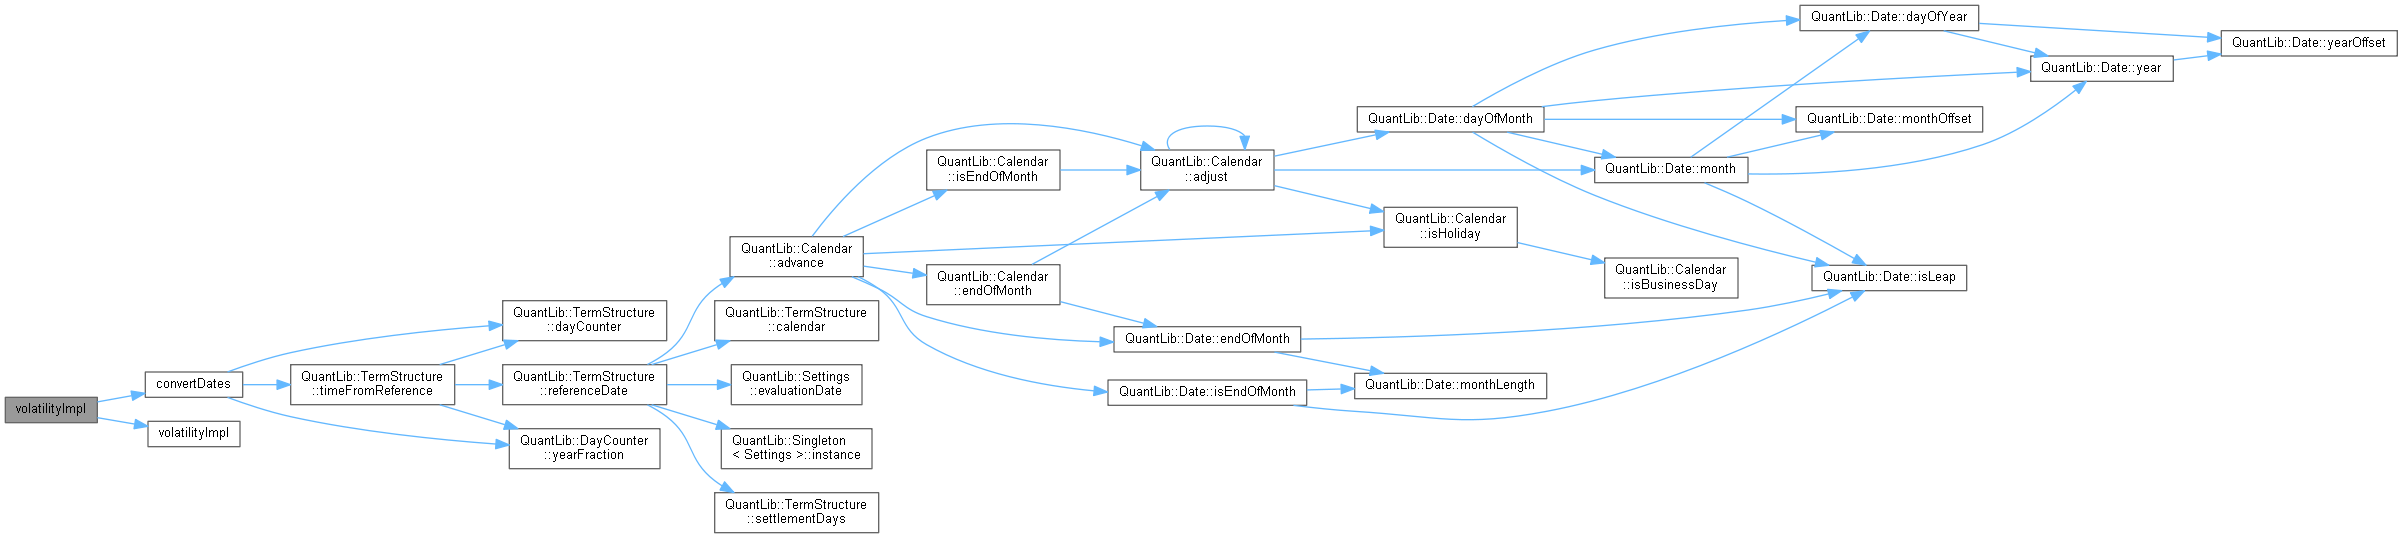 volatilityImpl
convertDates
volatilityImpl
QuantLib::TermStructure
::timeFromReference
QuantLib::TermStructure
::dayCounter
QuantLib::TermStructure
::referenceDate
QuantLib::DayCounter
::yearFraction
QuantLib::Calendar
::advance
QuantLib::TermStructure
::calendar
QuantLib::Settings
::evaluationDate
QuantLib::Singleton
< Settings >::instance
QuantLib::TermStructure
::settlementDays
QuantLib::Calendar
::isEndOfMonth
QuantLib::Calendar
::endOfMonth
QuantLib::Calendar
::adjust
QuantLib::Date::endOfMonth
QuantLib::Date::isEndOfMonth
QuantLib::Date::dayOfMonth
QuantLib::Calendar
::isHoliday
QuantLib::Date::monthLength
QuantLib::Date::month
QuantLib::Calendar
::isBusinessDay
QuantLib::Date::dayOfYear
QuantLib::Date::monthOffset
QuantLib::Date::isLeap
QuantLib::Date::year
QuantLib::Date::yearOffset